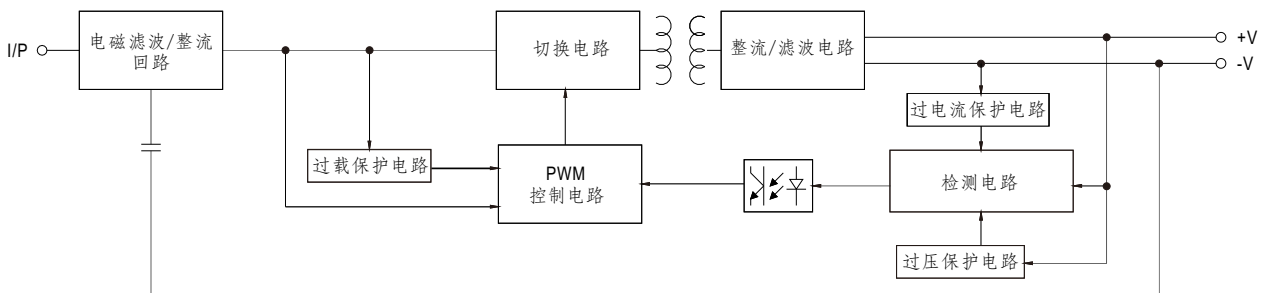 I/P
电磁滤波/整流
回路
切换电路
整流/滤波电路
+V
-V
过电流保护电路
过载保护电路
PWM
控制电路
检测电路
过压保护电路